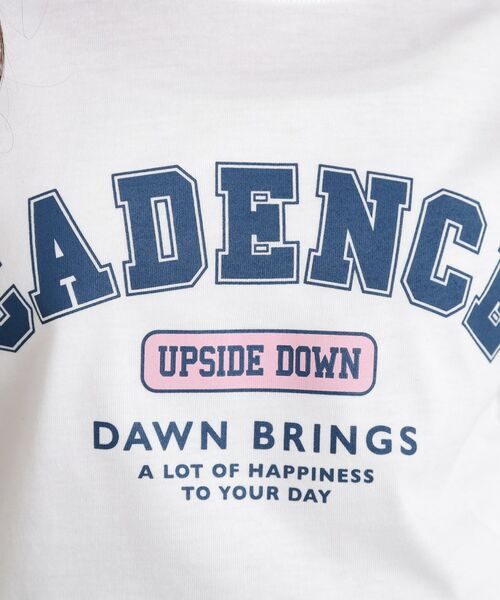 CADENCE
UPSIDE DOWN
DAWN BRINGS
A LOT OF HAPPINESS
TO YOUR DAY